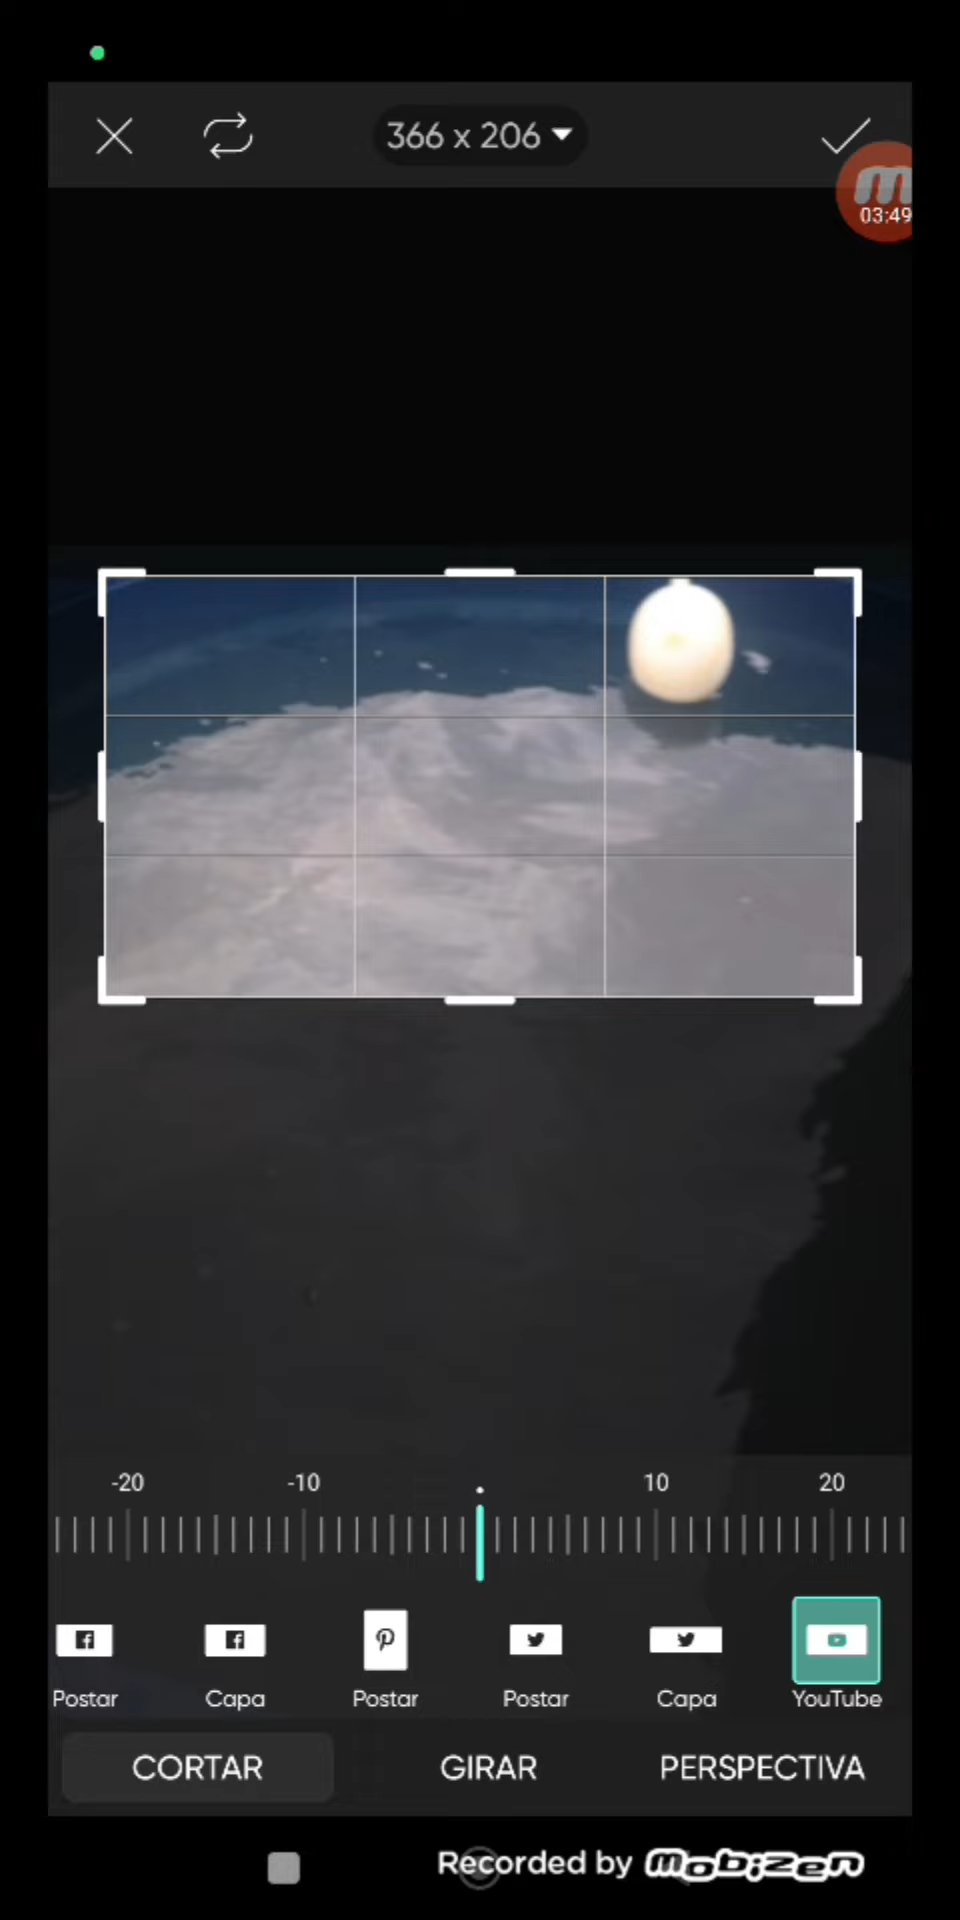 366 x 206
m
03:49
-20 -10 10 20
Postar Capa Postar Postar Capa YouTube
CORTAR GIRAR PERSPECTIVA
Recorded by mobizen